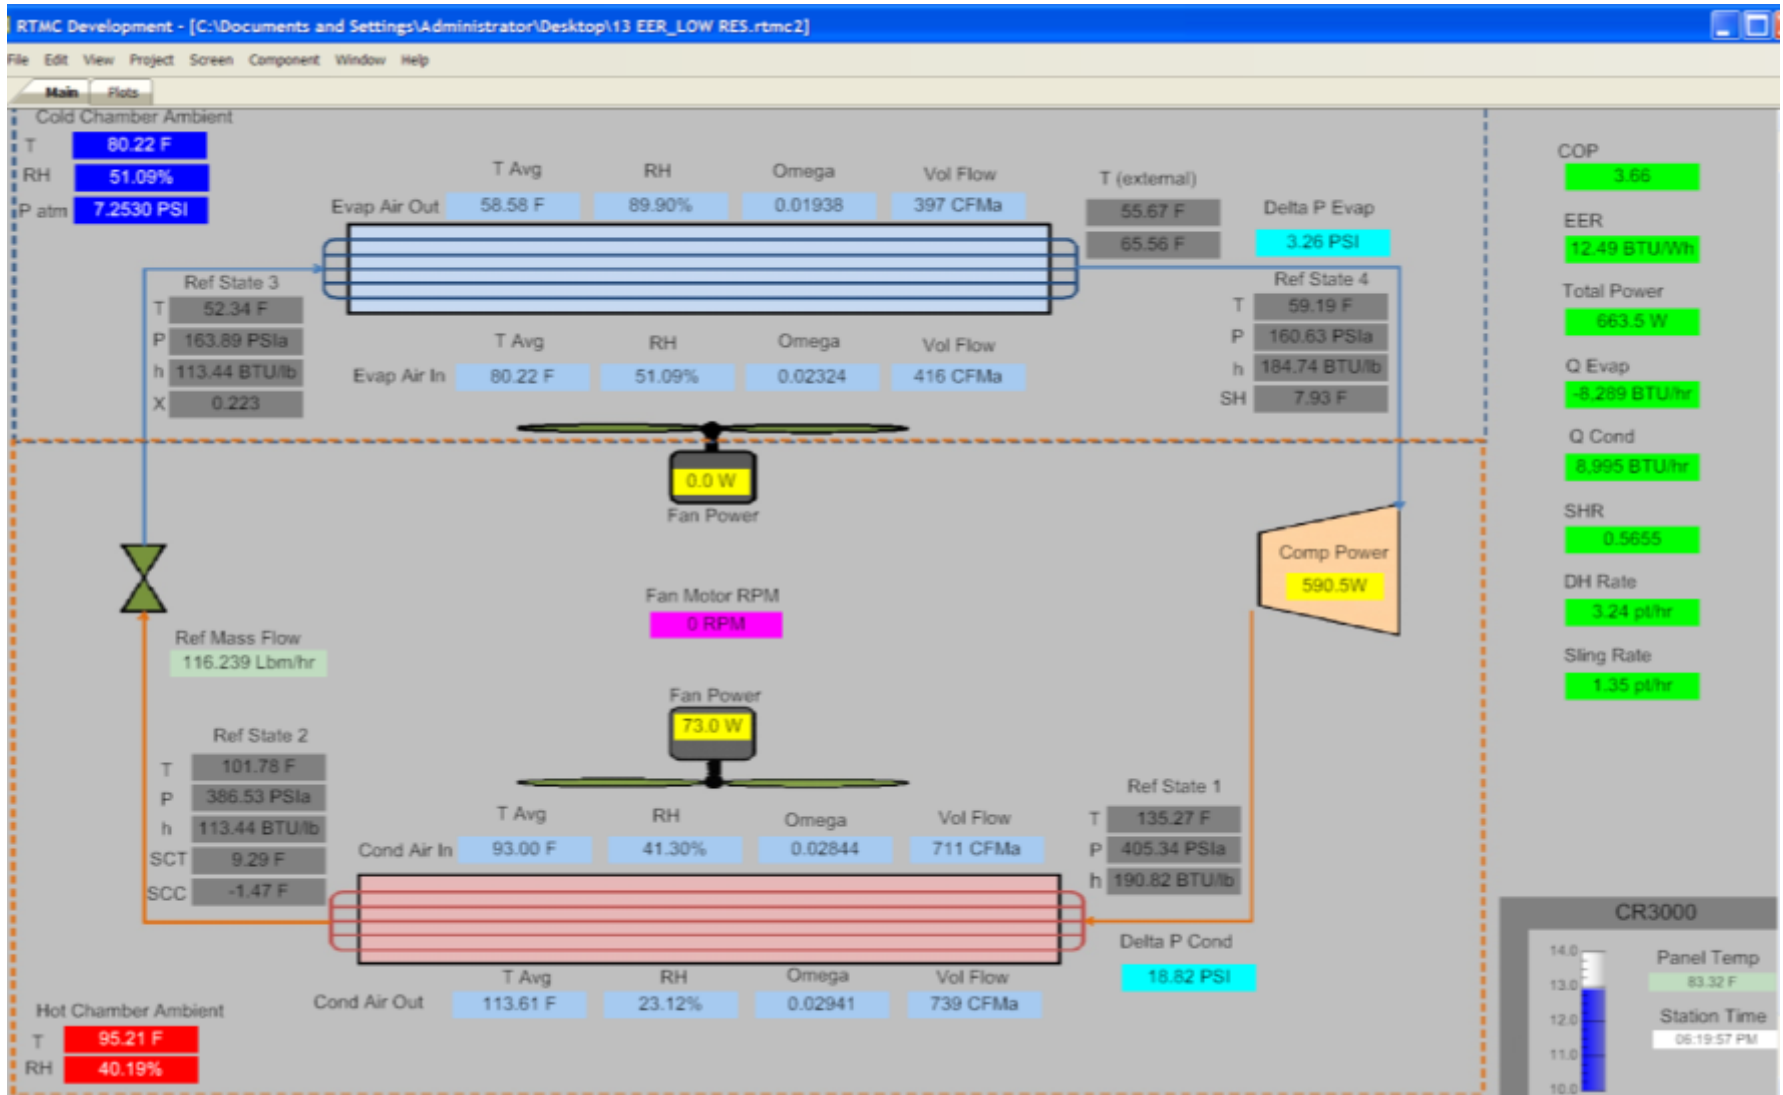 RTMC Development - [C:\Documents and Settings\Administrator\Desktop\13 EER_LOW RES.rtmc2]
File Edit View Project Screen Component Window Help
Main Plots
Cold Chamber Ambient
T 80.22 F
RH 51.09%
P atm 7.2530 PSI
T Avg RH Omega Vol Flow
Evap Air Out 58.58 F 89.90% 0.01938 397 CFMa
T (external)
55.67 F
65.56 F
Delta P Evap
3.26 PSI
Ref State 3
T 52.34 F
P 163.89 PSIa
h 113.44 BTU/lb
X 0.223
Ref State 4
T 59.19 F
P 160.63 PSIa
h 184.74 BTU/lb
SH 7.93 F
T Avg RH Omega Vol Flow
Evap Air In 80.22 F 51.09% 0.02324 416 CFMa
0.0 W
Fan Power
Comp Power
590.5W
Fan Motor RPM
0 RPM
Ref Mass Flow
116.239 Lbm/hr
Fan Power
73.0 W
Ref State 2
T 101.78 F
P 386.53 PSIa
h 113.44 BTU/lb
SCT 9.29 F
SCC -1.47 F
T Avg RH Omega Vol Flow
Cond Air In 93.00 F 41.30% 0.02844 711 CFMa
Ref State 1
T 135.27 F
P 405.34 PSIa
h 190.82 BTU/lb
Delta P Cond
18.82 PSI
T Avg RH Omega Vol Flow
Cond Air Out 113.61 F 23.12% 0.02941 739 CFMa
Hot Chamber Ambient
T 95.21 F
RH 40.19%
COP
3.66
EER
12.49 BTU/Wh
Total Power
663.5 W
Q Evap
-8,289 BTU/hr
Q Cond
8,995 BTU/hr
SHR
0.5655
DH Rate
3.24 pt/hr
Sling Rate
1.35 pt/hr
CR3000
14.0
13.0
12.0
11.0
10.0
Panel Temp
83.32 F
Station Time
06:19:57 PM